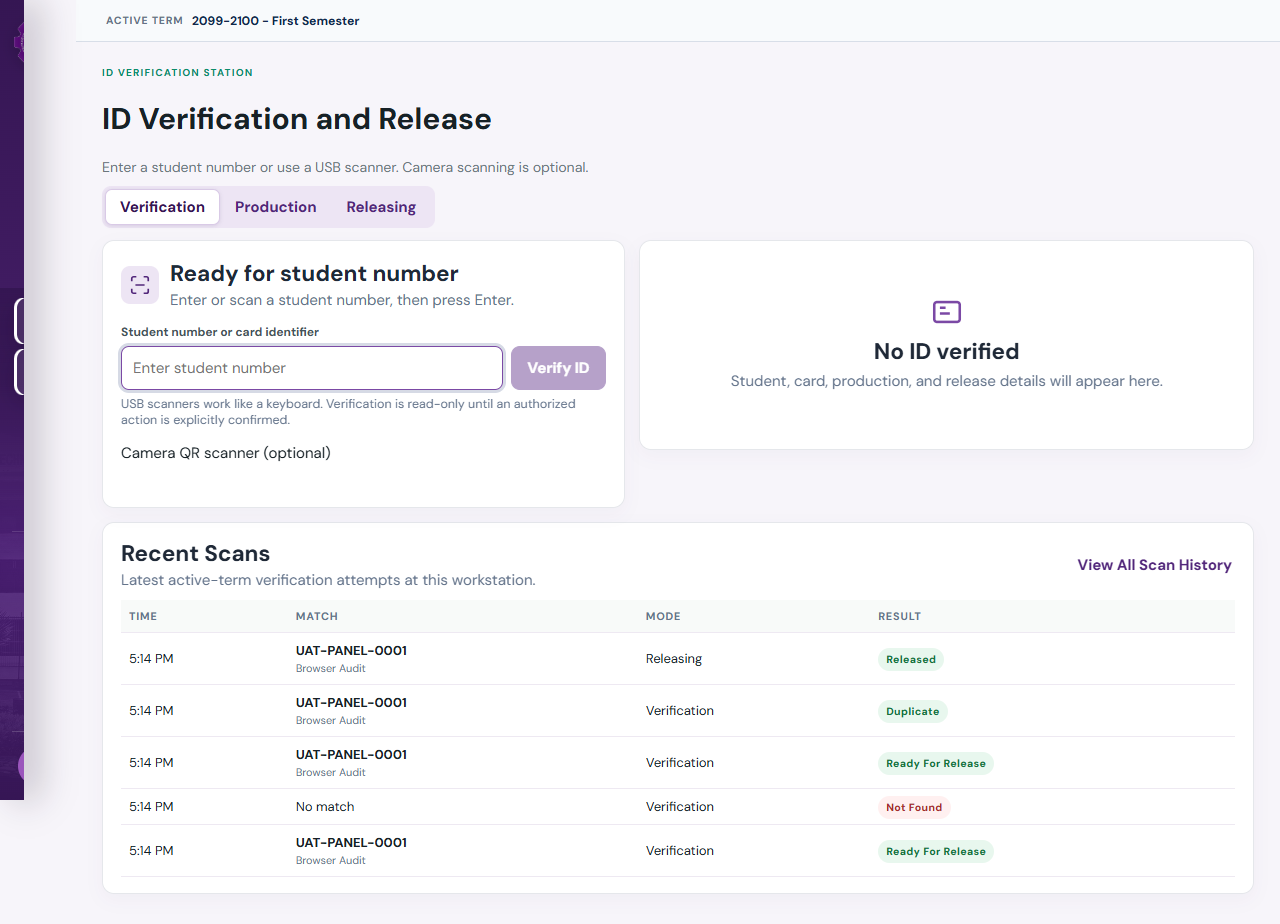 ACTIVE TERM 2099-2100 - First Semester
ID VERIFICATION STATION
ID Verification and Release
Enter a student number or use a USB scanner. Camera scanning is optional.
Verification Production Releasing
Ready for student number
Enter or scan a student number, then press Enter.
Student number or card identifier
Enter student number Verify ID
USB scanners work like a keyboard. Verification is read-only until an authorized
action is explicitly confirmed.
Camera QR scanner (optional)
No ID verified
Student, card, production, and release details will appear here.
Recent Scans
Latest active-term verification attempts at this workstation.
View All Scan History
TIME MATCH MODE RESULT
5:14 PM UAT-PANEL-0001 Releasing Released
Browser Audit
5:14 PM UAT-PANEL-0001 Verification Duplicate
Browser Audit
5:14 PM UAT-PANEL-0001 Verification Ready For Release
Browser Audit
5:14 PM No match Verification Not Found
5:14 PM UAT-PANEL-0001 Verification Ready For Release
Browser Audit